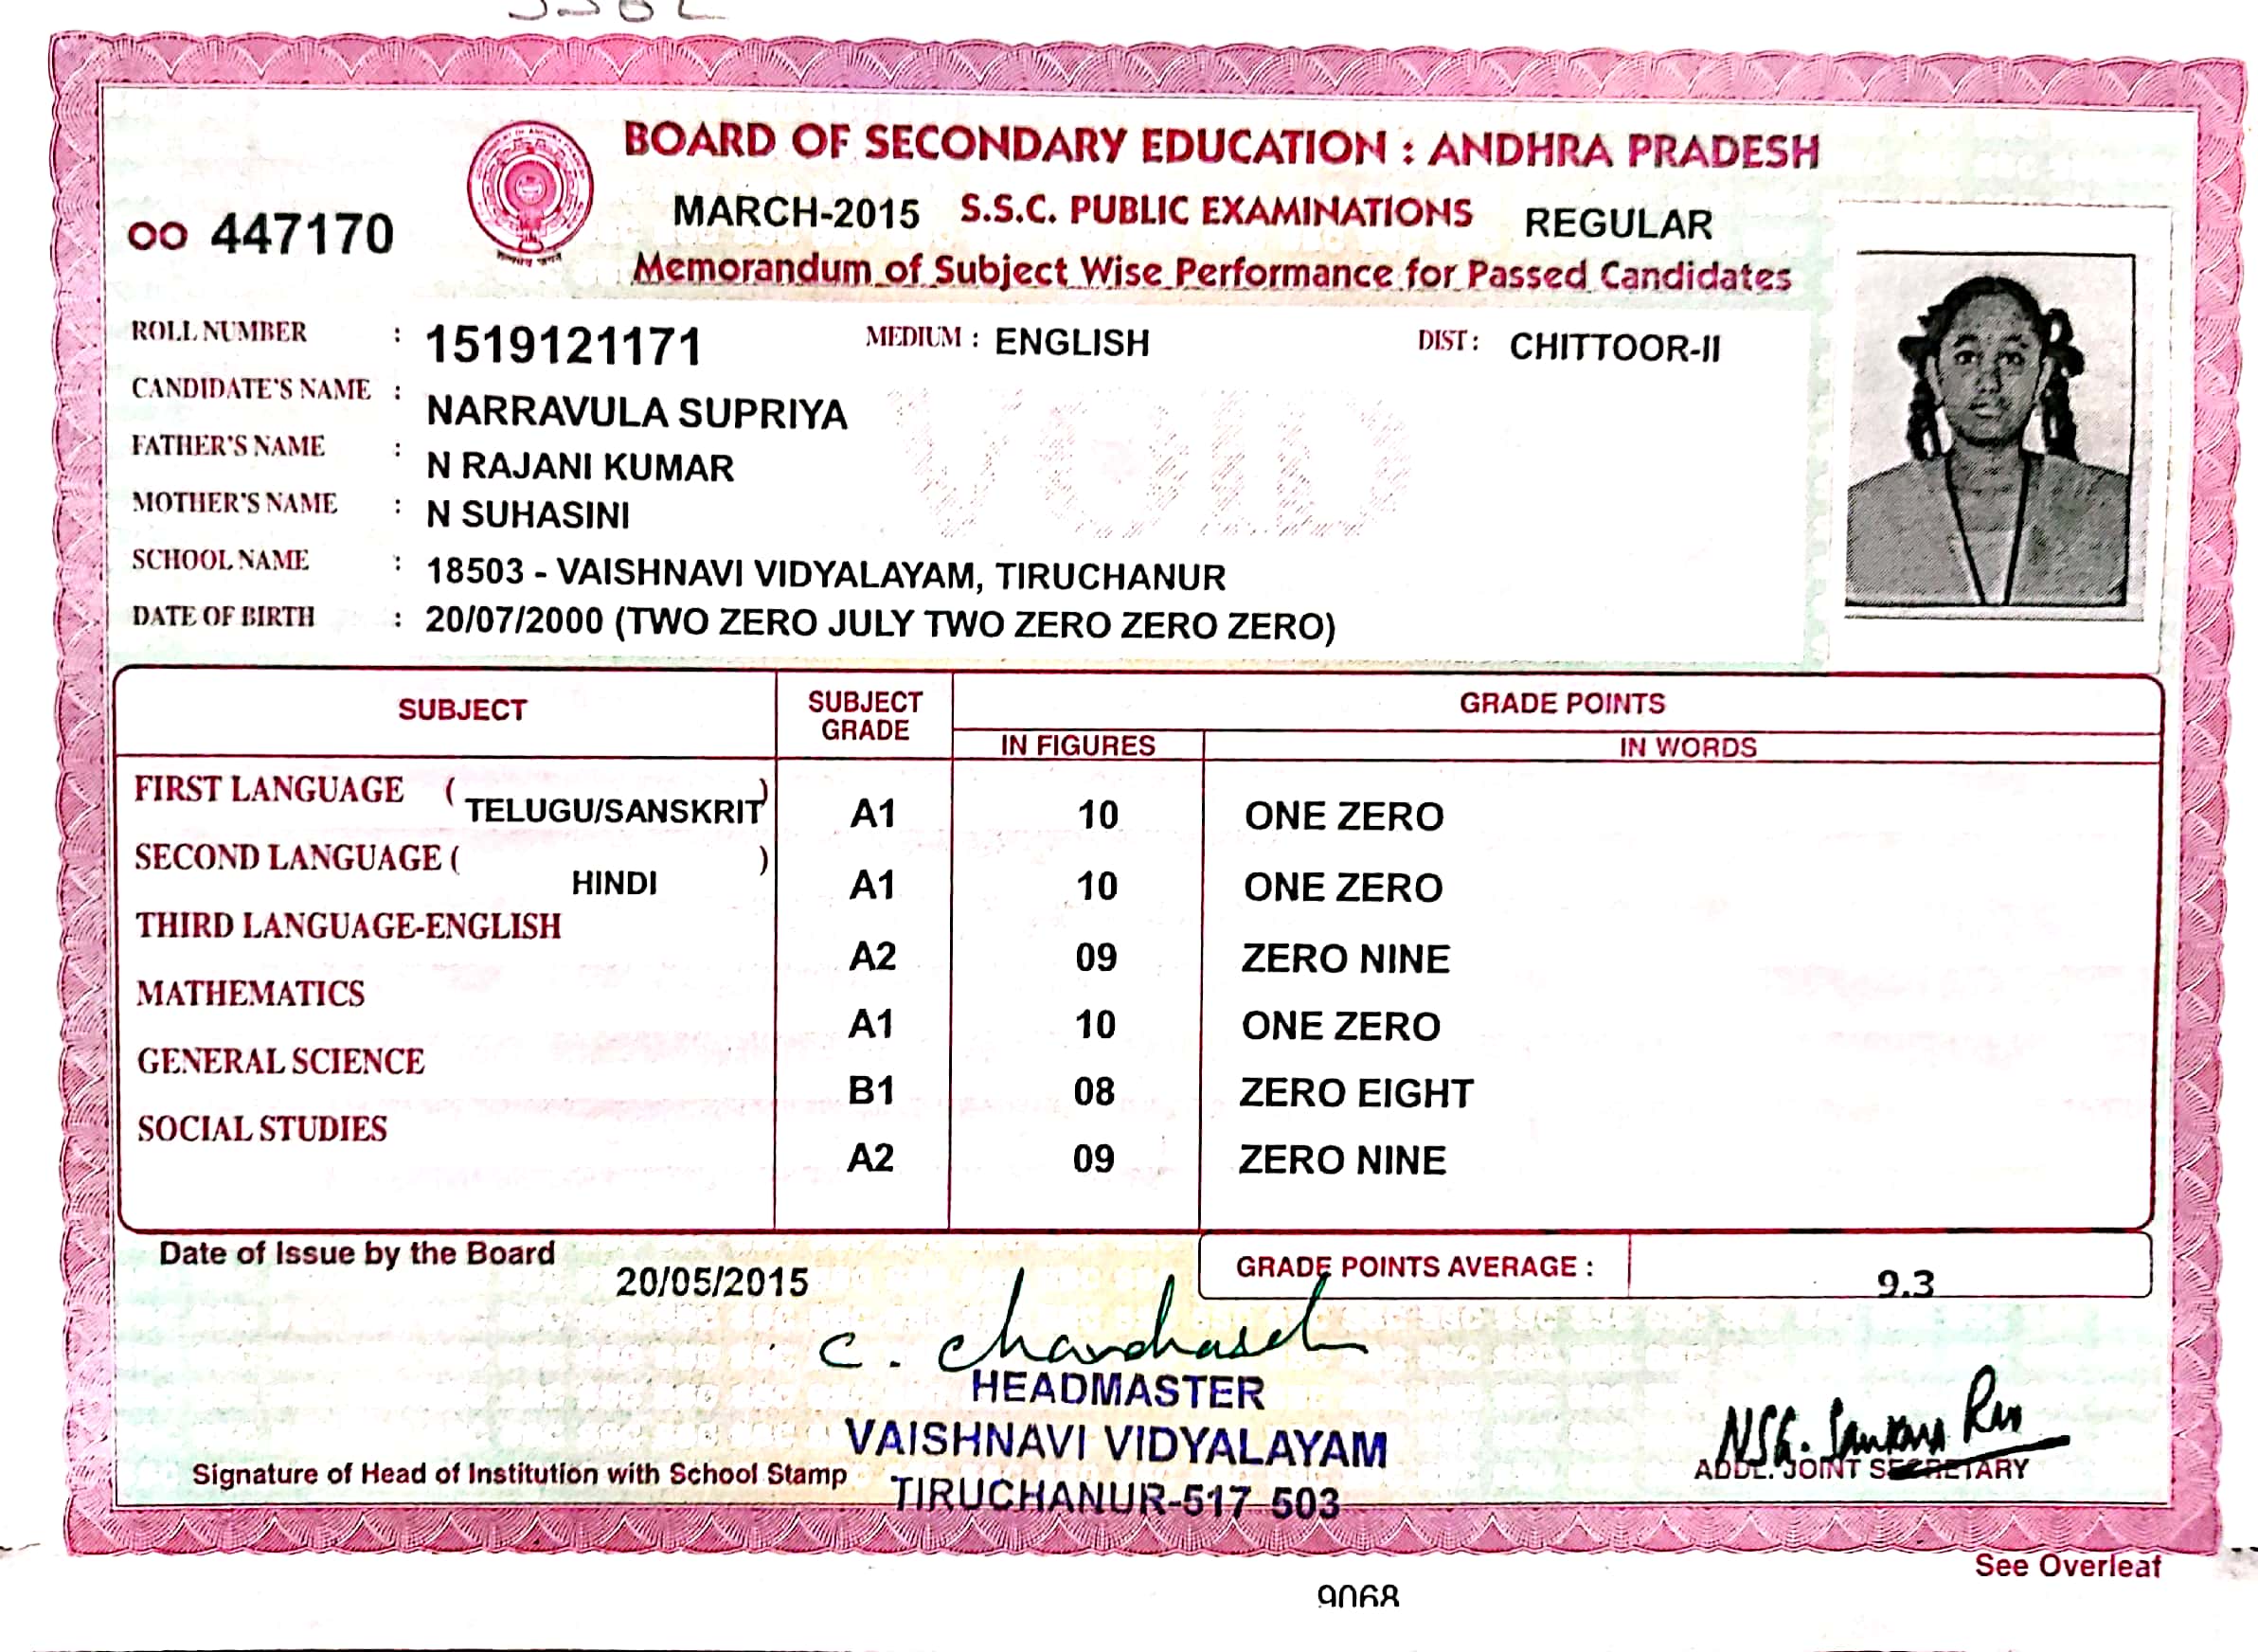 BOARD OF SECONDARY EDUCATION : ANDHRA PRADESH
OO 447170
MARCH-2015 S.S.C. PUBLIC EXAMINATIONS REGULAR
Memorandum of Subject Wise Performance for Passed Candidates
ROLL NUMBER : 1519121171 MEDIUM : ENGLISH DIST : CHITTOOR-II
CANDIDATE'S NAME : NARRAVULA SUPRIYA
FATHER'S NAME : N RAJANI KUMAR
MOTHER'S NAME : N SUHASINI
SCHOOL NAME : 18503 - VAISHNAVI VIDYALAYAM, TIRUCHANUR
DATE OF BIRTH : 20/07/2000 (TWO ZERO JULY TWO ZERO ZERO ZERO)
VOID
SUBJECT SUBJECT GRADE GRADE POINTS
IN FIGURES IN WORDS
FIRST LANGUAGE ( TELUGU/SANSKRIT ) A1 10 ONE ZERO
SECOND LANGUAGE ( HINDI ) A1 10 ONE ZERO
THIRD LANGUAGE-ENGLISH A2 09 ZERO NINE
MATHEMATICS A1 10 ONE ZERO
GENERAL SCIENCE B1 08 ZERO EIGHT
SOCIAL STUDIES A2 09 ZERO NINE
Date of Issue by the Board 20/05/2015
GRADE POINTS AVERAGE : 9.3
HEADMASTER
VAISHNAVI VIDYALAYAM
TIRUCHANUR-517 503
Signature of Head of Institution with School Stamp
ADDL. JOINT SECRETARY
See Overleaf
9068